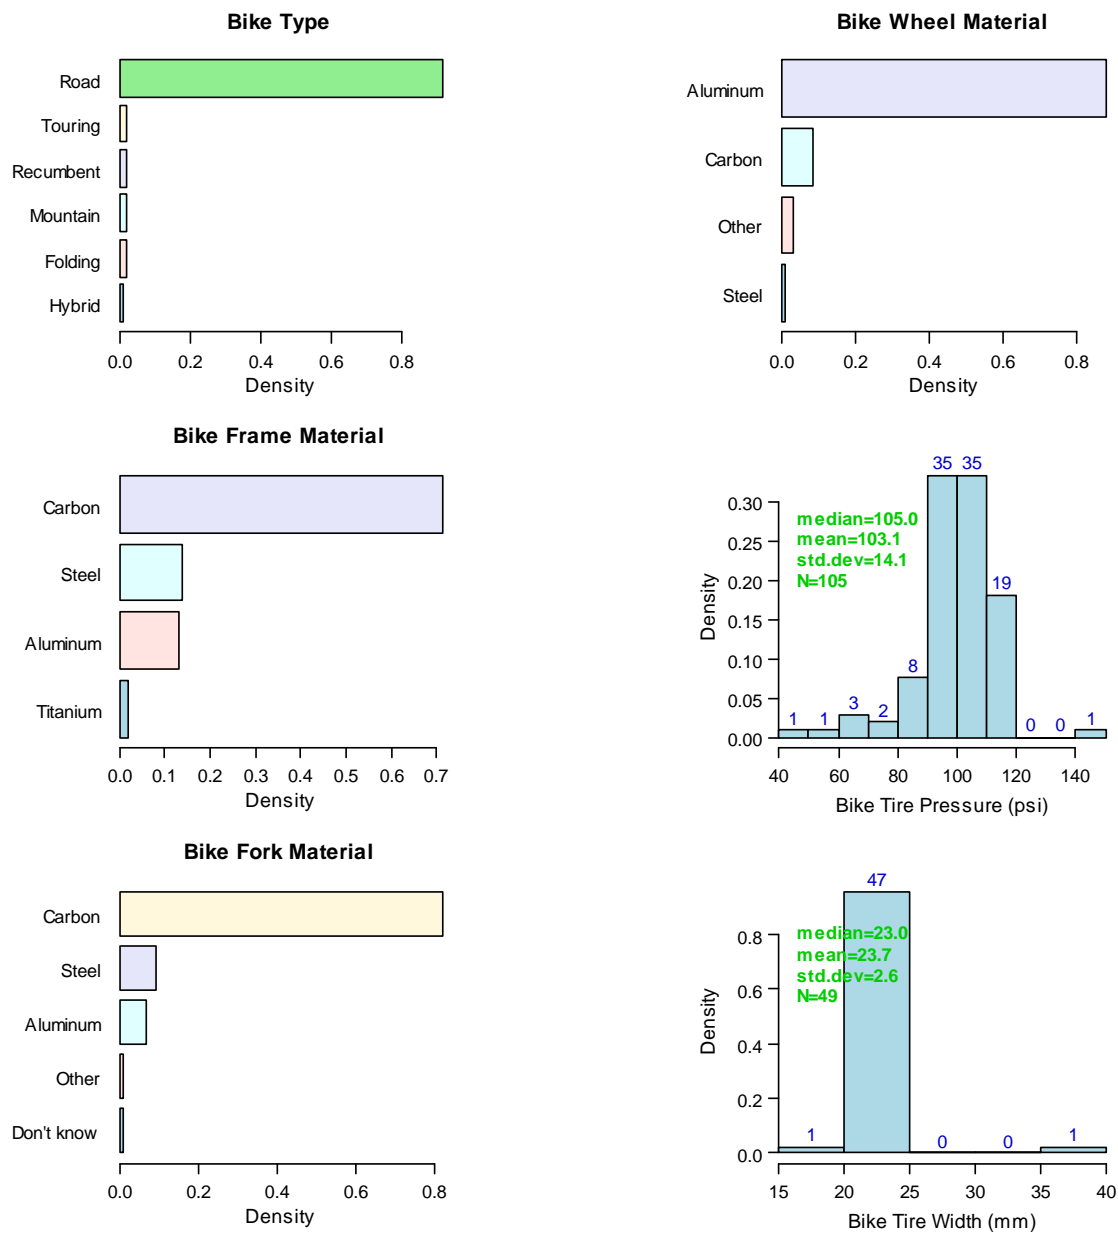 Bike Type
Road
Touring
Recumbent
Mountain
Folding
Hybrid
0.0 0.2 0.4 0.6 0.8
Density
Bike Wheel Material
Aluminum
Carbon
Other
Steel
0.0 0.2 0.4 0.6 0.8
Density
Bike Frame Material
Carbon
Steel
Aluminum
Titanium
0.0 0.1 0.2 0.3 0.4 0.5 0.6 0.7
Density
35 35
0.30
median=105.0
0.25
mean=103.1
std.dev=14.1
0.20
N=105
19
0.15
Density
0.10
8
0.05
1 1 3 2 0 0 1
0.00
40 60 80 100 120 140
Bike Tire Pressure (psi)
Bike Fork Material
Carbon
Steel
Aluminum
Other
Don't know
0.0 0.2 0.4 0.6 0.8
Density
47
0.8
median=23.0
mean=23.7
std.dev=2.6
0.6
N=49
Density
0.4
0.2
1 0 0 1
0.0
15 20 25 30 35 40
Bike Tire Width (mm)